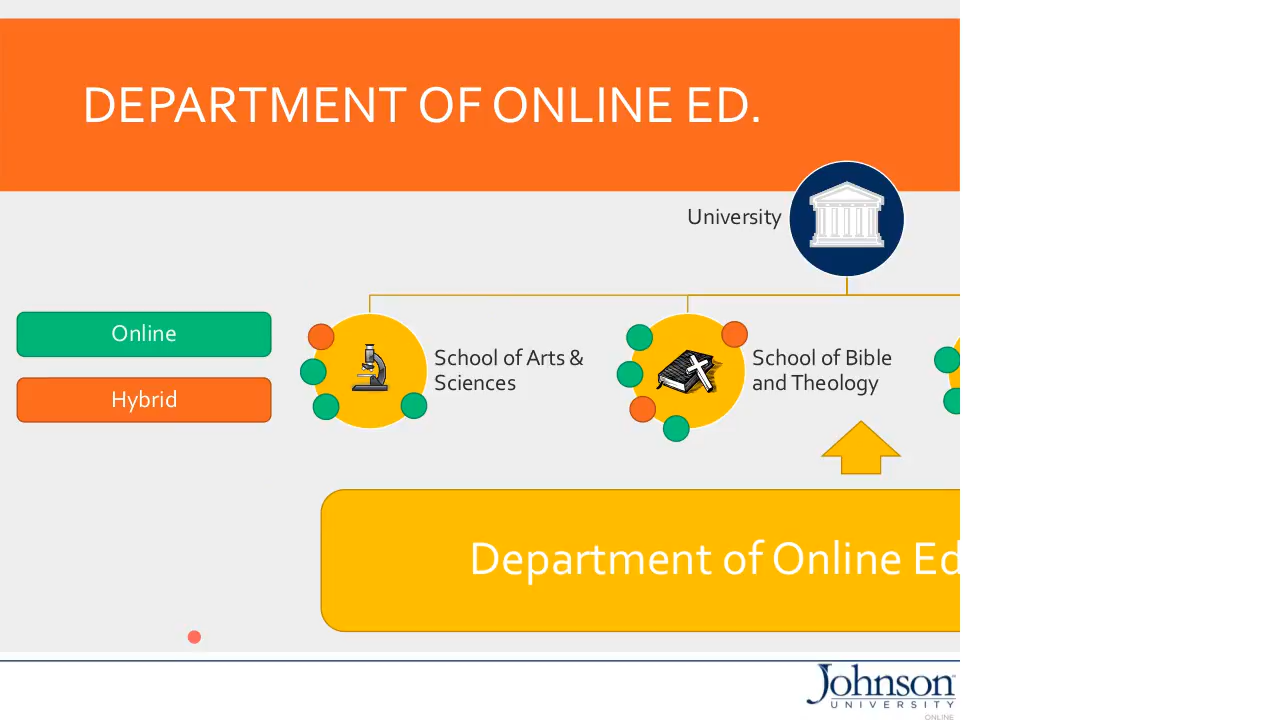 DEPARTMENT OF ONLINE ED.
University
Online
Hybrid
School of Arts &
Sciences
School of Bible
and Theology
Department of Online Ed
Johnson
UNIVERSITY
ONLINE